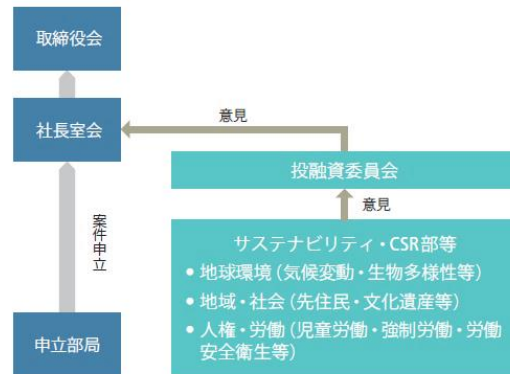 取締役会
社長室会
意見
投融資委員会
意見
案件申立
サステナビリティ・CSR部等
● 地球環境（気候変動・生物多様性等）
● 地域・社会（先住民・文化遺産等）
● 人権・労働（児童労働・強制労働・労働
安全衛生等）
申立部局